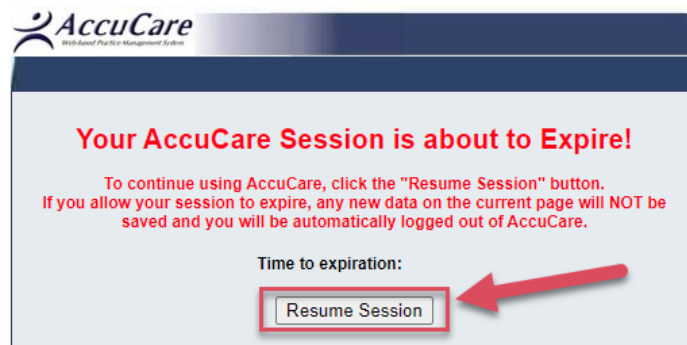 AccuCare
Web-based Practice Management System
Your AccuCare Session is about to Expire!
To continue using AccuCare, click the "Resume Session" button.
If you allow your session to expire, any new data on the current page will NOT be
saved and you will be automatically logged out of AccuCare.
Time to expiration:
Resume Session